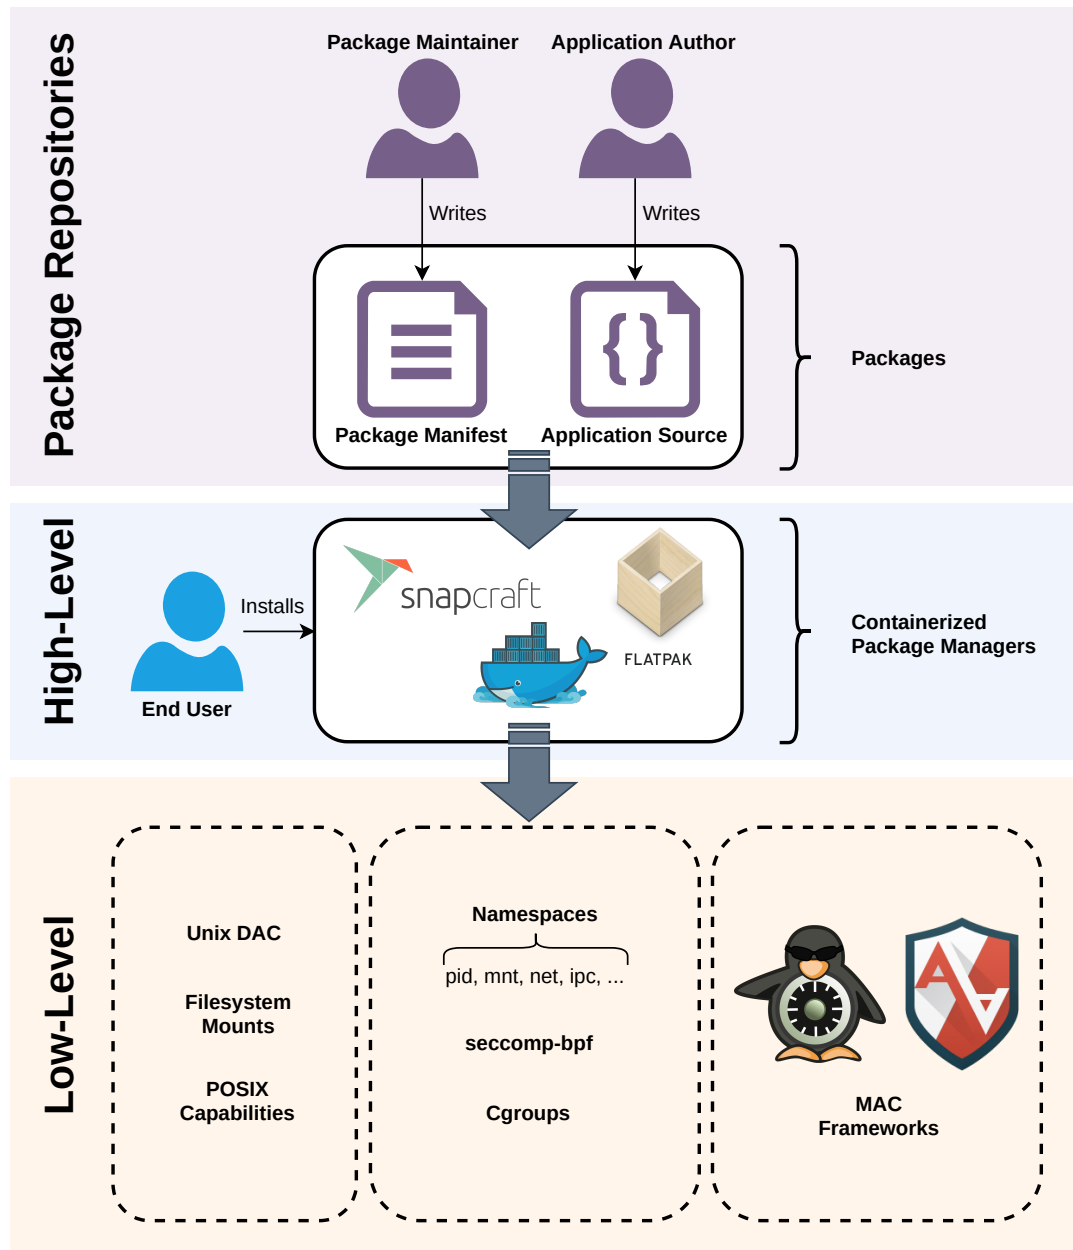 Package Repositories
Package Maintainer
Application Author
Writes
Writes
Package Manifest
Application Source
Packages
High-Level
End User
Installs
snapcraft
FLATPAK
Containerized
Package Managers
Low-Level
Unix DAC
Filesystem
Mounts
POSIX
Capabilities
Namespaces
pid, mnt, net, ipc, ...
seccomp-bpf
Cgroups
MAC
Frameworks